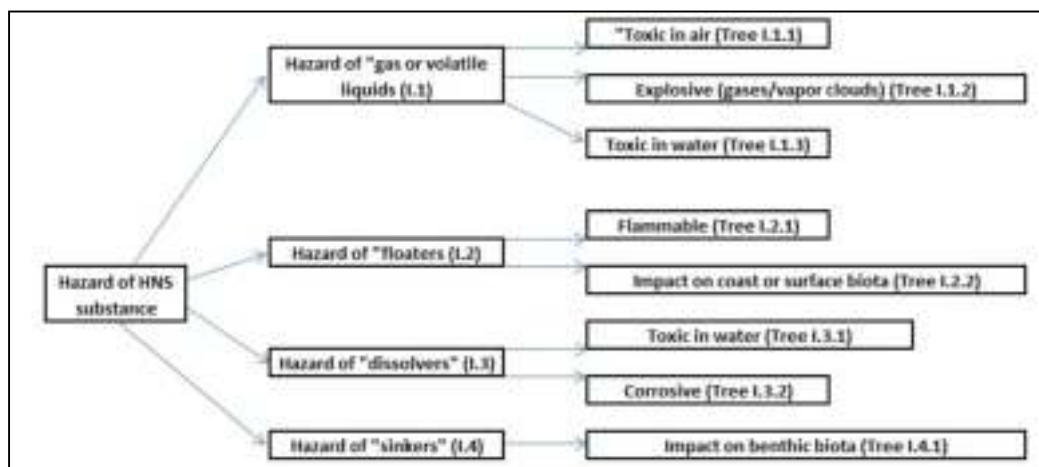 "Toxic in air (Tree I.1.1)
Hazard of "gas or volatile
liquids (I.1)
Explosive (gases/vapor clouds) (Tree I.1.2)
Toxic in water (Tree I.1.3)
Flammable (Tree I.2.1)
Hazard of "floaters (I.2)
Impact on coast or surface biota (Tree I.2.2)
Hazard of HNS
substance
Toxic in water (Tree I.3.1)
Hazard of "dissolvers" (I.3)
Corrosive (Tree I.3.2)
Hazard of "sinkers" (I.4)
Impact on benthic biota (Tree I.4.1)